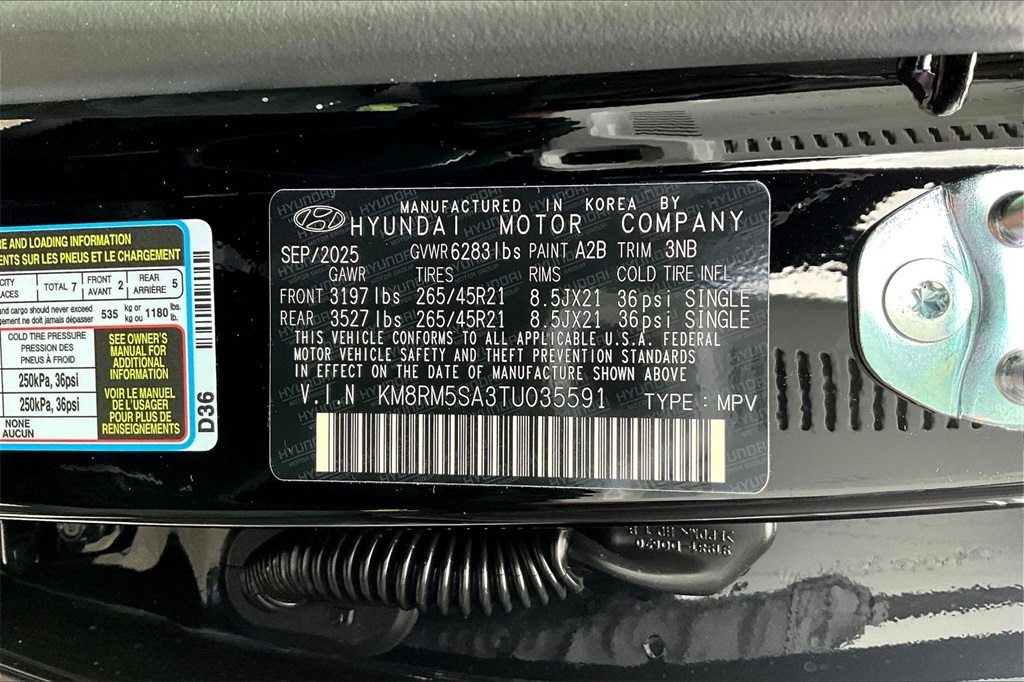 MANUFACTURED IN KOREA BY
HYUNDAI MOTOR COMPANY
SEP/2025 GVWR 6283 lbs PAINT A2B TRIM 3NB
GAWR TIRES RIMS COLD TIRE INFL
FRONT 3197 lbs 265/45R21 8.5JX21 36psi SINGLE
REAR 3527 lbs 265/45R21 8.5JX21 36psi SINGLE
THIS VEHICLE CONFORMS TO ALL APPLICABLE U.S.A. FEDERAL
MOTOR VEHICLE SAFETY AND THEFT PREVENTION STANDARDS
IN EFFECT ON THE DATE OF MANUFACTURE SHOWN ABOVE.
V.I.N KM8RM5SA3TU035591 TYPE : MPV
AND LOADING INFORMATION
SUR LES PNEUS ET LE CHARGEMENT
TOTAL 7 FRONT AVANT 2 REAR ARRIÈRE 5
and cargo should never exceed
ne doit jamais dépasser 535 kg or kg ou 1180 lbs. lb.
COLD TIRE PRESSURE
PRESSION DES
PNEUS À FROID
250kPa, 36psi
250kPa, 36psi
NONE
AUCUN
SEE OWNER'S
MANUAL FOR
ADDITIONAL
INFORMATION
VOIR LE MANUEL
DE L'USAGER
POUR PLUS DE
RENSEIGNEMENTS
D36